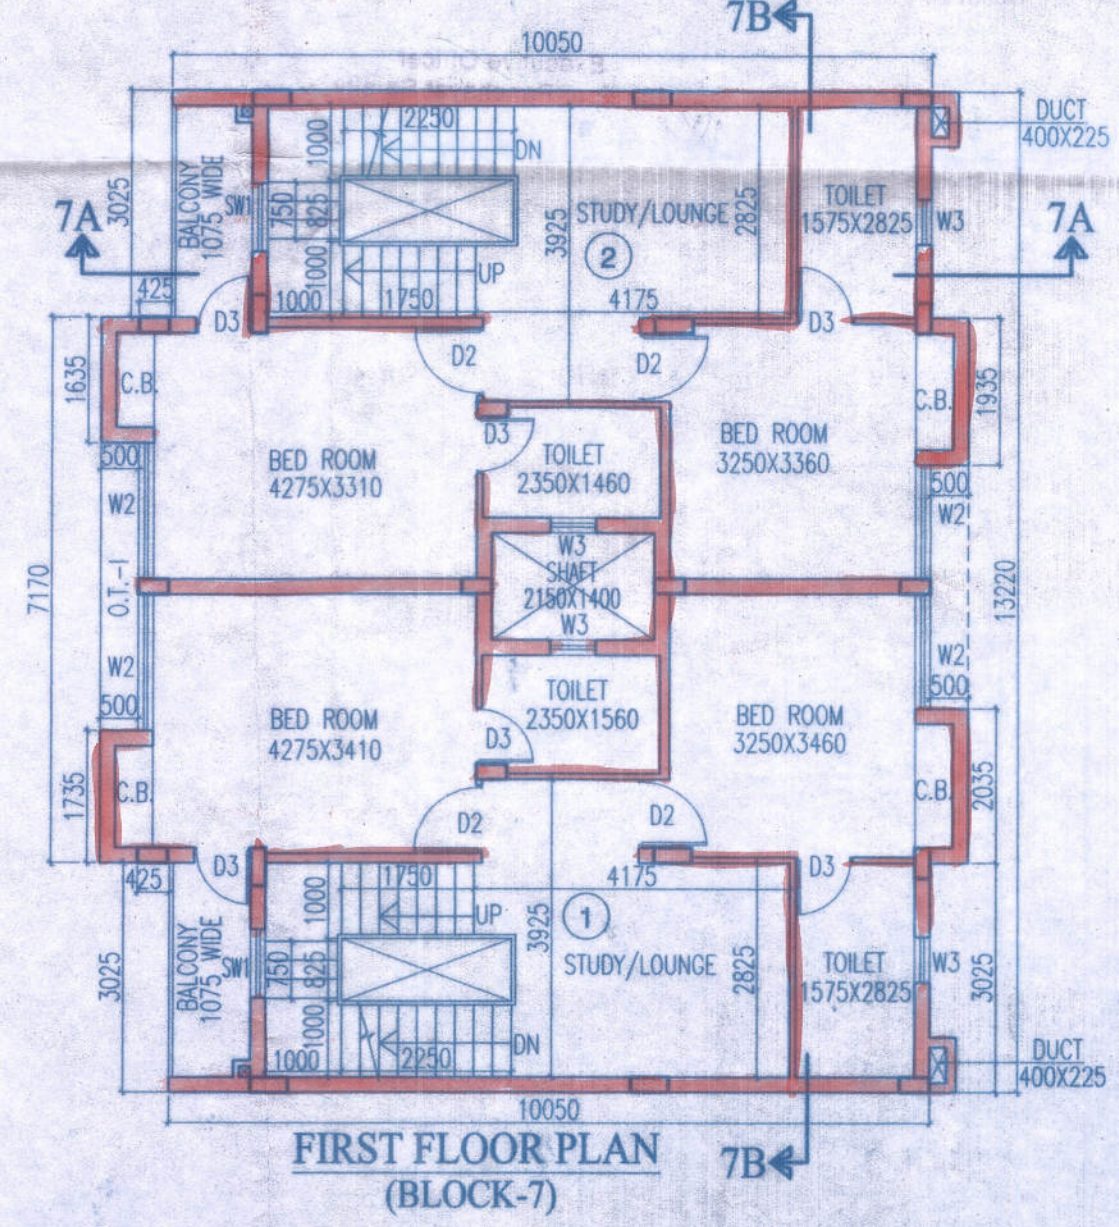 7B
10050
DUCT
400X225
2250
1000
DN
3025
BALCONY
1075 WIDE
SW1
750
825
STUDY/LOUNGE
3925
2825
TOILET
1575X2825
W3
7A
7A
2
1000
UP
425
1000
1750
4175
D3
D3
D2
D2
1635
C.B.
C.B.
1935
D3
500
BED ROOM
4275X3310
TOILET
2350X1460
BED ROOM
3250X3360
500
W2
W2
W3
SHAFT
2150X1400
W3
7170
O.T.-1
13220
W2
W2
500
500
BED ROOM
4275X3410
TOILET
2350X1560
BED ROOM
3250X3460
D3
1735
C.B.
C.B.
2035
D2
D2
D3
D3
425
1750
4175
1000
UP
3925
1
BALCONY
1075 WIDE
SW1
750
825
STUDY/LOUNGE
2825
TOILET
1575X2825
W3
3025
3025
1000
DN
1000
2250
DUCT
400X225
10050
FIRST FLOOR PLAN
(BLOCK-7)
7B